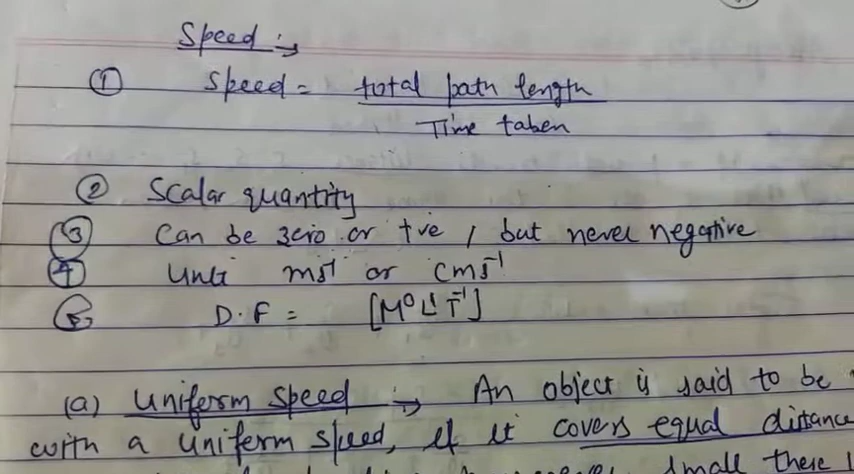 Speed :→
① Speed = total path length
Time taken
② Scalar quantity
③ Can be zero or +ve, but never negative
④ Unit ms⁻¹ or cms⁻¹
⑤ D.F = [M⁰L¹T⁻¹]
(a) Uniform speed :→ An object is said to be
with a uniform speed, if it covers equal distance
small these